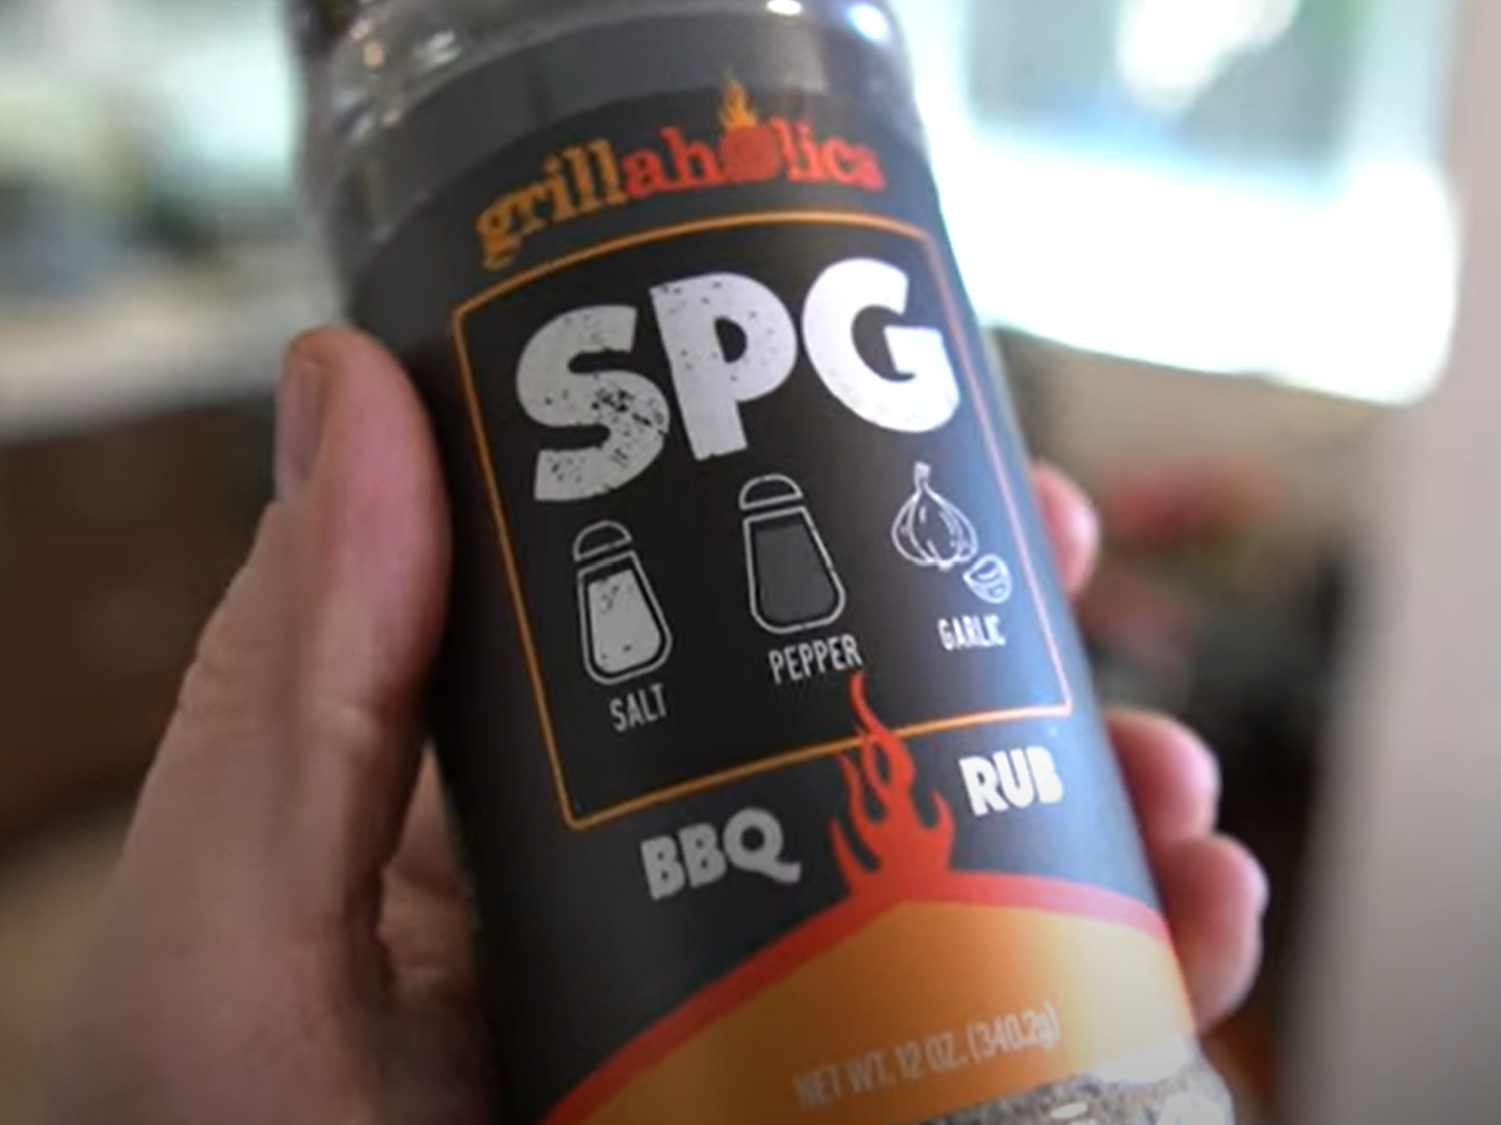 grillaholics
SPG
SALT PEPPER GARLIC
BBQ RUB
NET WT. 12 OZ. (340.2g)